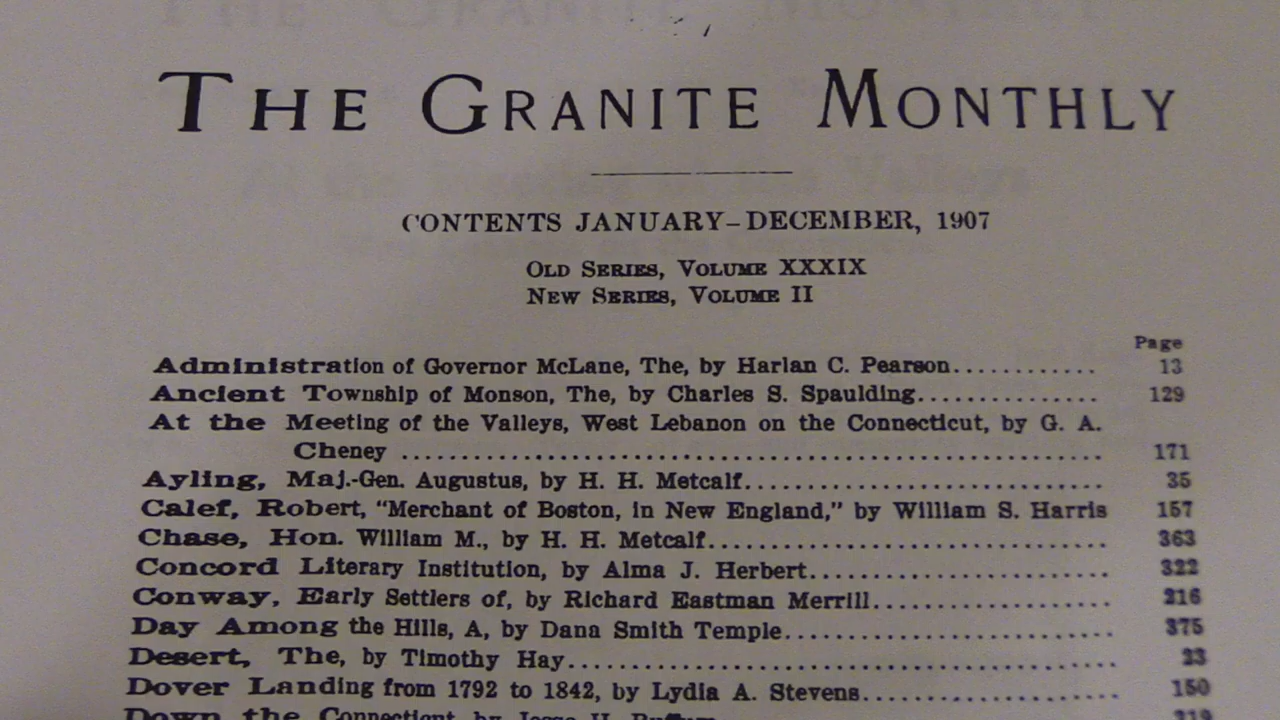 THE GRANITE MONTHLY
CONTENTS JANUARY–DECEMBER, 1907
OLD SERIES, VOLUME XXXIX
NEW SERIES, VOLUME II
Page
Administration of Governor McLane, The, by Harlan C. Pearson............ 13
Ancient Township of Monson, The, by Charles S. Spaulding............... 129
At the Meeting of the Valleys, West Lebanon on the Connecticut, by G. A.
Cheney ............................................................ 171
Ayling, Maj.-Gen. Augustus, by H. H. Metcalf.............................. 35
Calef, Robert, "Merchant of Boston, in New England," by William S. Harris 157
Chase, Hon. William M., by H. H. Metcalf................................. 363
Concord Literary Institution, by Alma J. Herbert......................... 322
Conway, Early Settlers of, by Richard Eastman Merrill.................... 216
Day Among the Hills, A, by Dana Smith Temple............................ 375
Desert, The, by Timothy Hay.............................................. 23
Dover Landing from 1792 to 1842, by Lydia A. Stevens.................... 150
Down the Connecticut, by Jesse H. Buffum